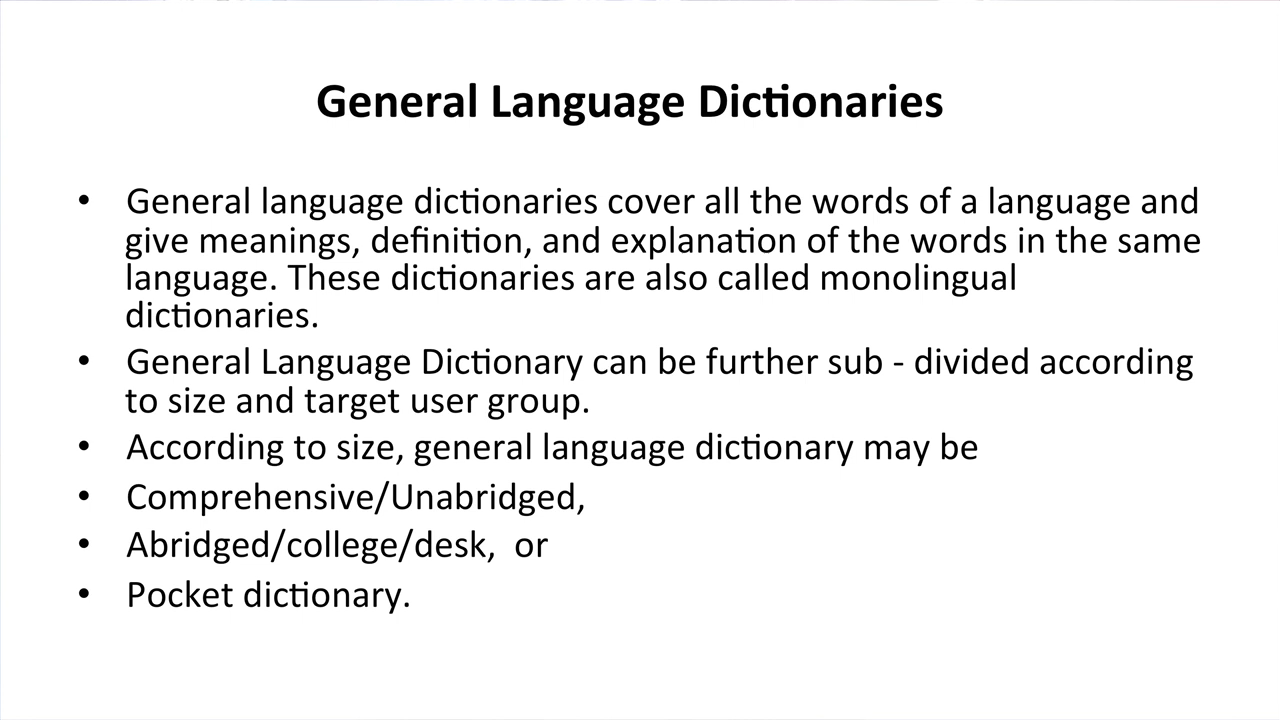 General Language Dictionaries
• General language dictionaries cover all the words of a language and
give meanings, definition, and explanation of the words in the same
language. These dictionaries are also called monolingual
dictionaries.
• General Language Dictionary can be further sub - divided according
to size and target user group.
• According to size, general language dictionary may be
• Comprehensive/Unabridged,
• Abridged/college/desk,  or
• Pocket dictionary.